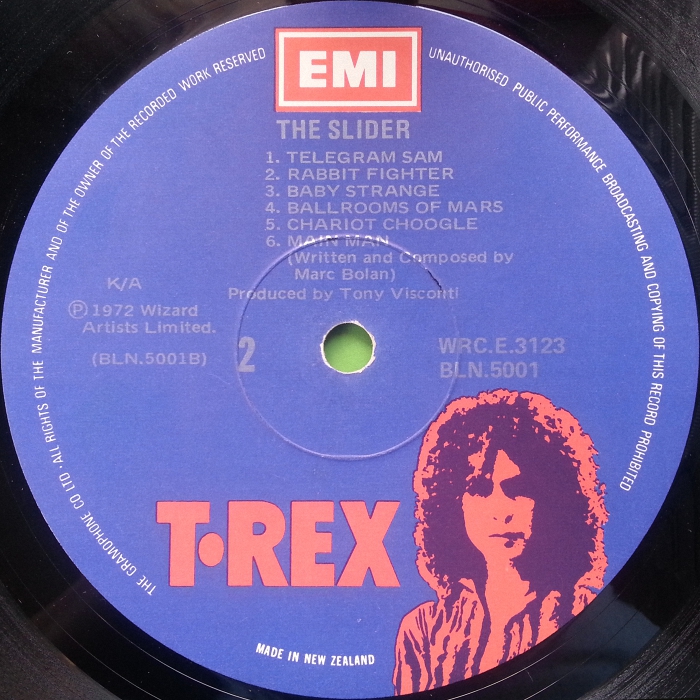 EMI
THE SLIDER
1. TELEGRAM SAM
2. RABBIT FIGHTER
3. BABY STRANGE
4. BALLROOMS OF MARS
5. CHARIOT CHOOGLE
6. MAIN MAN
(Written and Composed by
Marc Bolan)
Produced by Tony Visconti
K/A
Ⓟ 1972 Wizard
Artists Limited.
(BLN.5001B)
2
WRC.E.3123
BLN.5001
T•REX
MADE IN NEW ZEALAND
THE GRAMOPHONE CO LTD · ALL RIGHTS OF THE MANUFACTURER AND OF THE OWNER OF THE RECORDED WORK RESERVED
UNAUTHORISED PUBLIC PERFORMANCE BROADCASTING AND COPYING OF THIS RECORD PROHIBITED